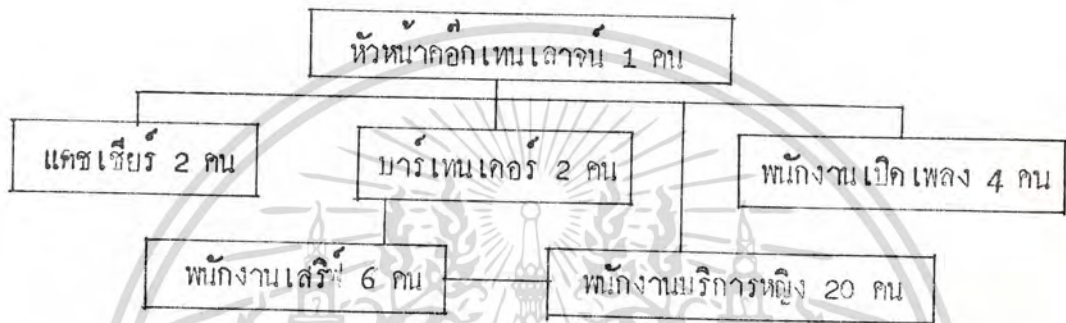 หัวหน้าคอกเทนเลาจน์ 1 คน
แคชเชียร์ 2 คน
บาร์เทนเดอร์ 2 คน
พนักงานเปิดเพลง 4 คน
พนักงานเสริฟ 6 คน
พนักงานบริการหญิง 20 คน